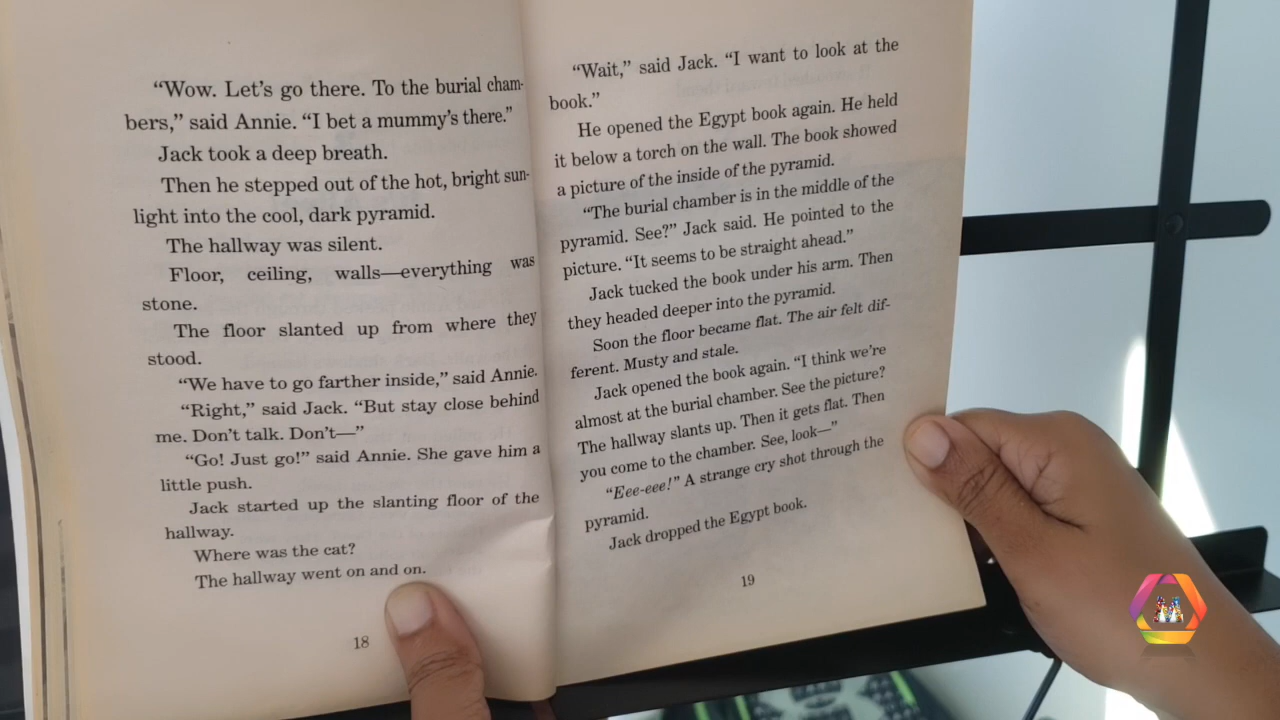 “Wow. Let’s go there. To the burial cham-
bers,” said Annie. “I bet a mummy’s there.”
Jack took a deep breath.
Then he stepped out of the hot, bright sun-
light into the cool, dark pyramid.
The hallway was silent.
Floor, ceiling, walls—everything was
stone.
The floor slanted up from where they
stood.
“We have to go farther inside,” said Annie.
“Right,” said Jack. “But stay close behind
me. Don’t talk. Don’t—”
“Go! Just go!” said Annie. She gave him a
little push.
Jack started up the slanting floor of the
hallway.
Where was the cat?
The hallway went on and on.
18
“Wait,” said Jack. “I want to look at the
book.”
He opened the Egypt book again. He held
it below a torch on the wall. The book showed
a picture of the inside of the pyramid.
“The burial chamber is in the middle of the
pyramid. See?” Jack said. He pointed to the
picture. “It seems to be straight ahead.”
Jack tucked the book under his arm. Then
they headed deeper into the pyramid.
Soon the floor became flat. The air felt dif-
ferent. Musty and stale.
Jack opened the book again. “I think we’re
almost at the burial chamber. See the picture?
The hallway slants up. Then it gets flat. Then
you come to the chamber. See, look—”
“Eee-eee!” A strange cry shot through the
pyramid.
Jack dropped the Egypt book.
19